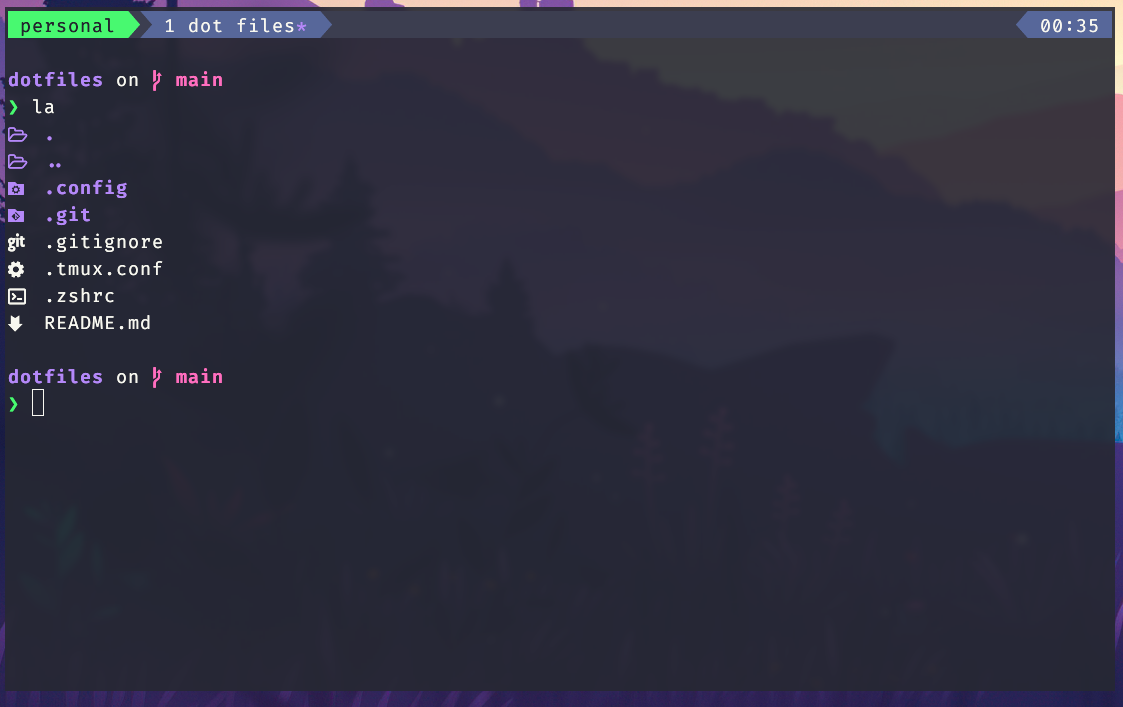 personal 1 dot files* 00:35
dotfiles on main
❯ la
.
..
.config
.git
git .gitignore
.tmux.conf
.zshrc
README.md
dotfiles on main
❯